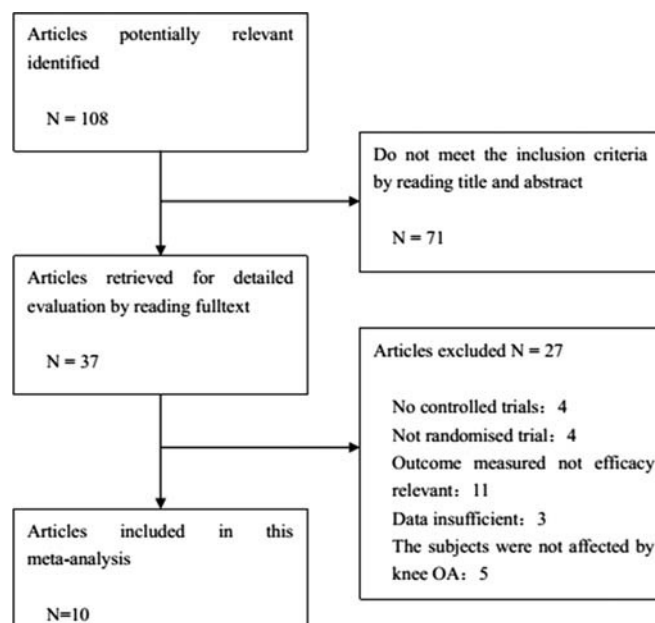 Articles potentially relevant
identified
N = 108
Do not meet the inclusion criteria
by reading title and abstract
N = 71
Articles retrieved for detailed
evaluation by reading fulltext
N = 37
Articles excluded N = 27
No controlled trials：4
Not randomised trial：4
Outcome measured not efficacy
relevant：11
Data insufficient：3
The subjects were not affected by
knee OA：5
Articles included in this
meta-analysis
N=10